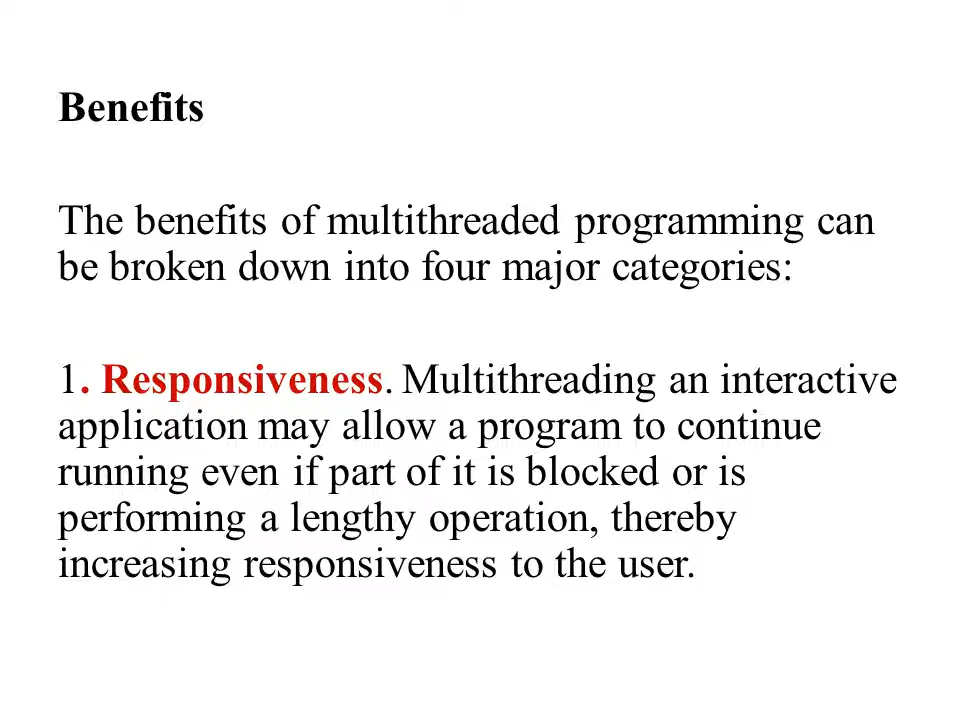 Benefits
The benefits of multithreaded programming can
be broken down into four major categories:
1. Responsiveness. Multithreading an interactive
application may allow a program to continue
running even if part of it is blocked or is
performing a lengthy operation, thereby
increasing responsiveness to the user.